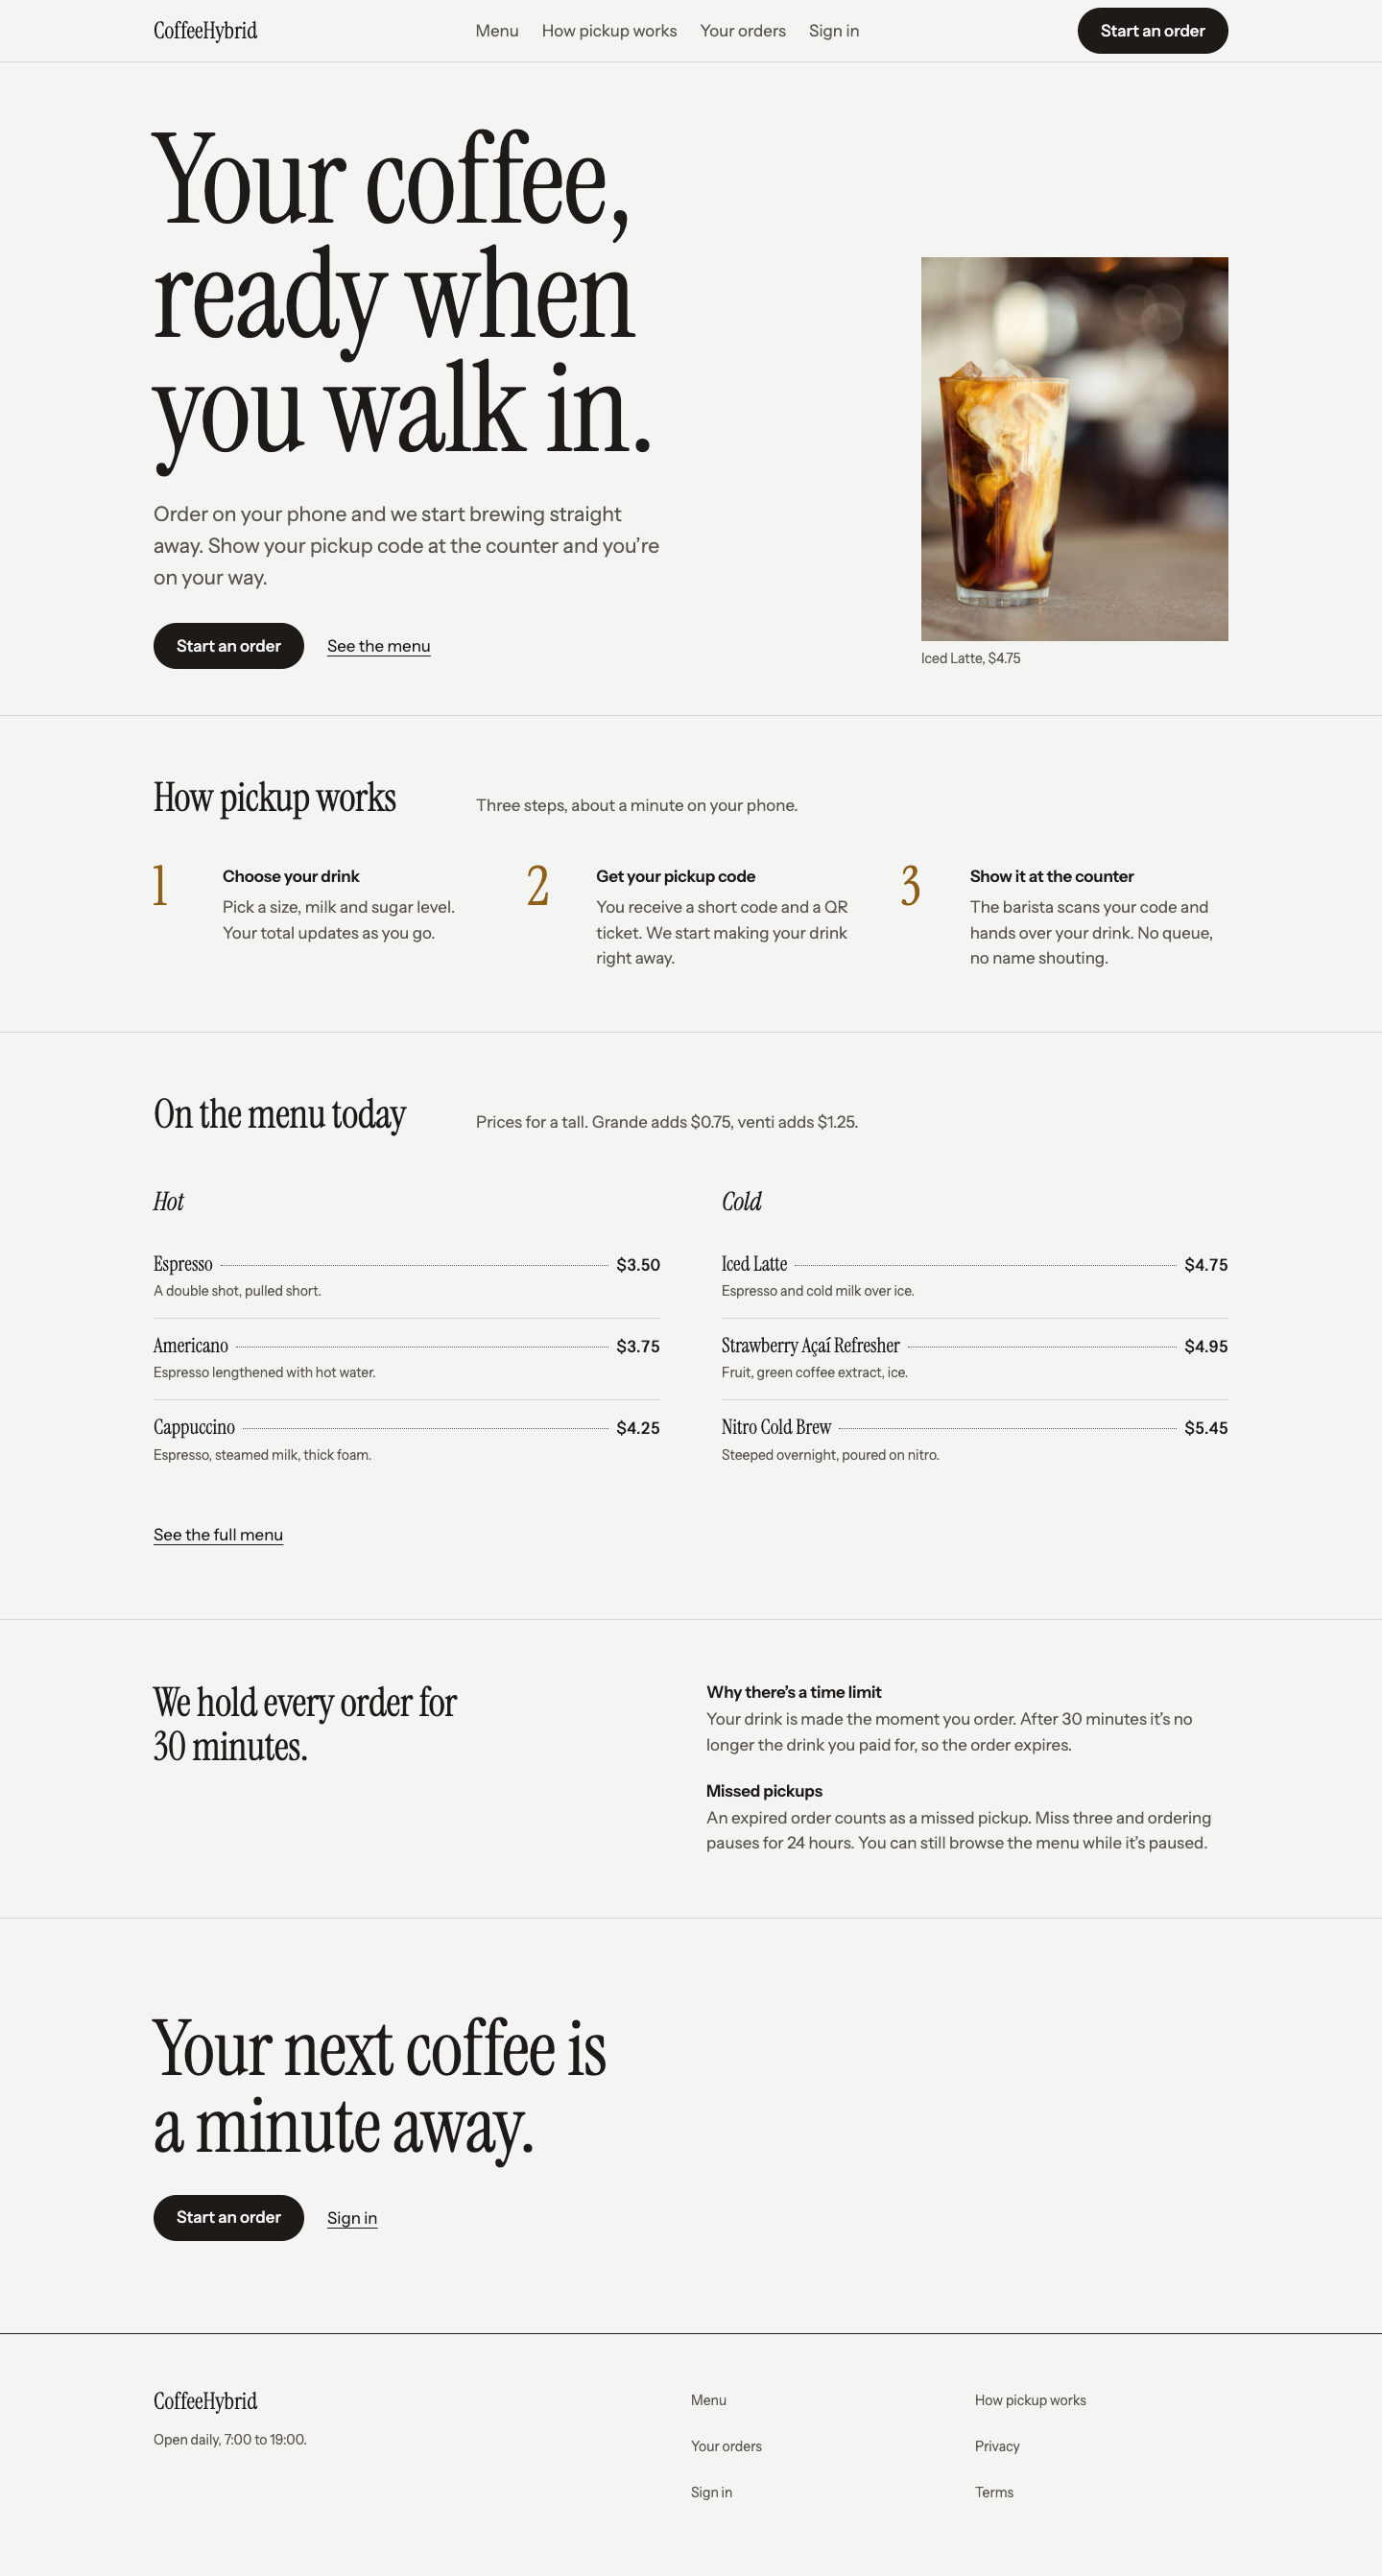 CoffeeHybrid
Menu
How pickup works
Your orders
Sign in
Start an order
Your coffee,
ready when
you walk in.
Order on your phone and we start brewing straight
away. Show your pickup code at the counter and you’re
on your way.
Start an order
See the menu
Iced Latte, $4.75
How pickup works
Three steps, about a minute on your phone.
1
Choose your drink
Pick a size, milk and sugar level.
Your total updates as you go.
2
Get your pickup code
You receive a short code and a QR
ticket. We start making your drink
right away.
3
Show it at the counter
The barista scans your code and
hands over your drink. No queue,
no name shouting.
On the menu today
Prices for a tall. Grande adds $0.75, venti adds $1.25.
Hot
Espresso $3.50
A double shot, pulled short.
Americano $3.75
Espresso lengthened with hot water.
Cappuccino $4.25
Espresso, steamed milk, thick foam.
Cold
Iced Latte $4.75
Espresso and cold milk over ice.
Strawberry Açaí Refresher $4.95
Fruit, green coffee extract, ice.
Nitro Cold Brew $5.45
Steeped overnight, poured on nitro.
See the full menu
We hold every order for
30 minutes.
Why there’s a time limit
Your drink is made the moment you order. After 30 minutes it’s no
longer the drink you paid for, so the order expires.
Missed pickups
An expired order counts as a missed pickup. Miss three and ordering
pauses for 24 hours. You can still browse the menu while it’s paused.
Your next coffee is
a minute away.
Start an order
Sign in
CoffeeHybrid
Open daily, 7:00 to 19:00.
Menu
Your orders
Sign in
How pickup works
Privacy
Terms